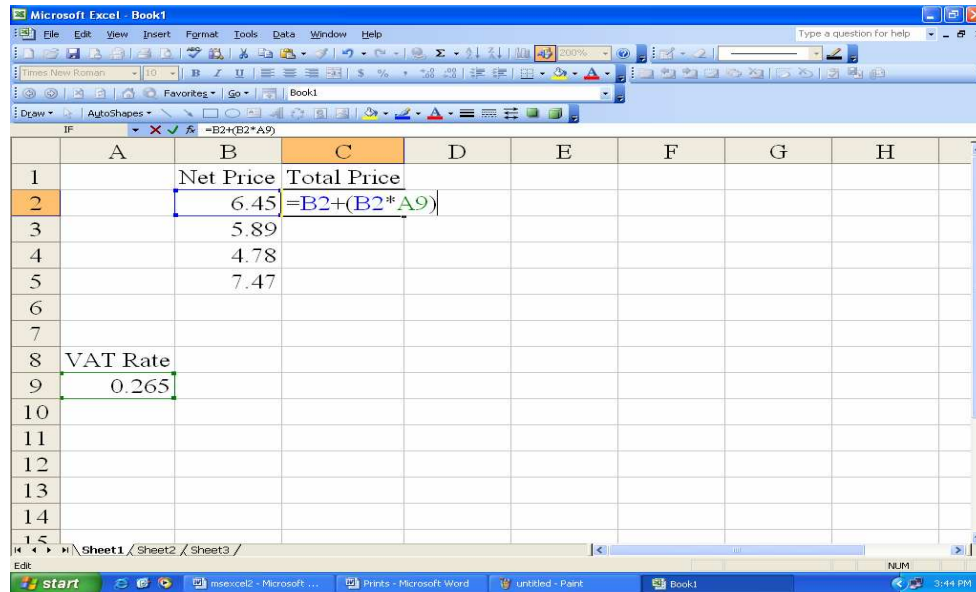 Microsoft Excel - Book1
File Edit View Insert Format Tools Data Window Help Type a question for help
200%
Times New Roman 10 B I U $ %
Favorites Go Book1
Draw AutoShapes
IF =B2+(B2*A9)
A B C D E F G H
1 Net Price Total Price
2 6.45 =B2+(B2*A9)
3 5.89
4 4.78
5 7.47
6
7
8 VAT Rate
9 0.265
10
11
12
13
14
15
Sheet1 Sheet2 Sheet3
Edit NUM
start msexcel2 - Microsoft ... Prints - Microsoft Word untitled - Paint Book1 3:44 PM